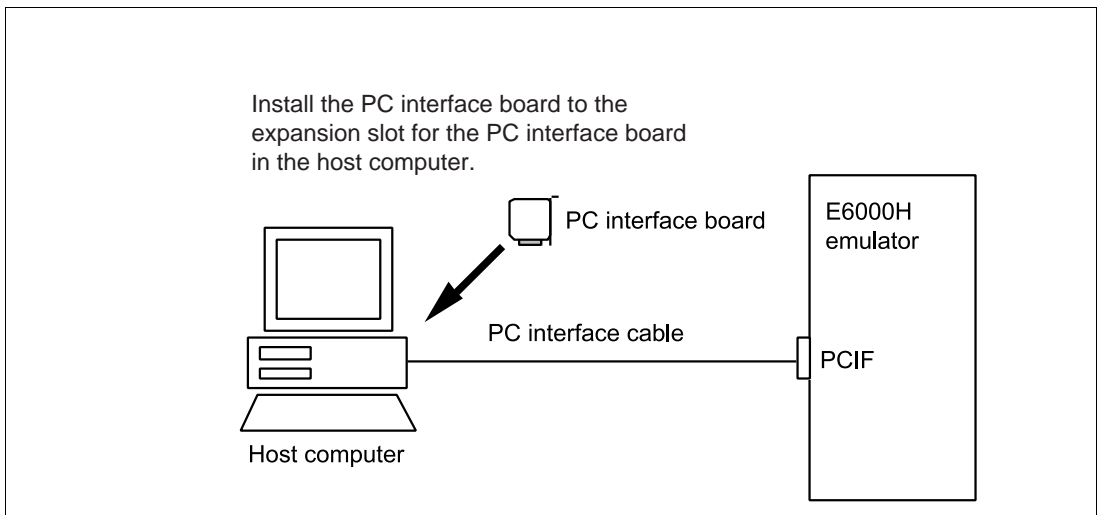 Install the PC interface board to the
expansion slot for the PC interface board
in the host computer.
PC interface board
E6000H
emulator
PC interface cable
PCIF
Host computer